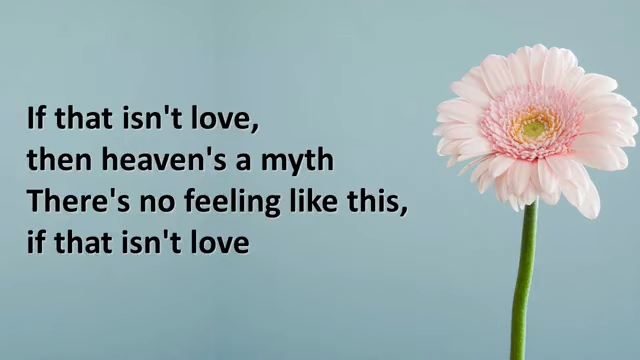 If that isn't love,
then heaven's a myth
There's no feeling like this,
if that isn't love